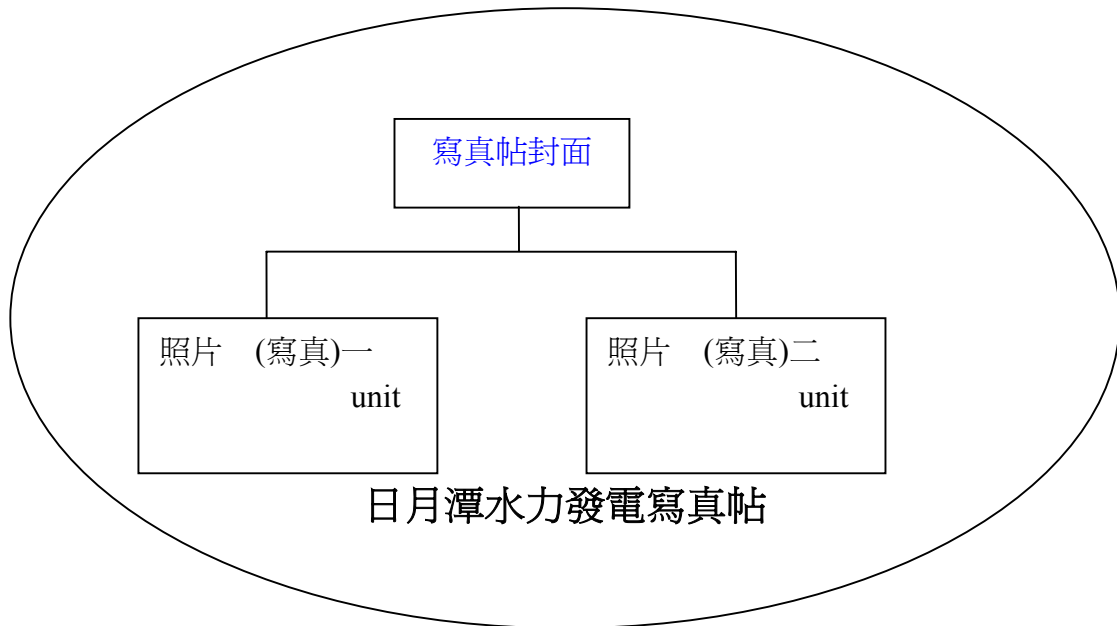 寫真帖封面
照片　(寫真)一
unit
照片　(寫真)二
unit
日月潭水力發電寫真帖